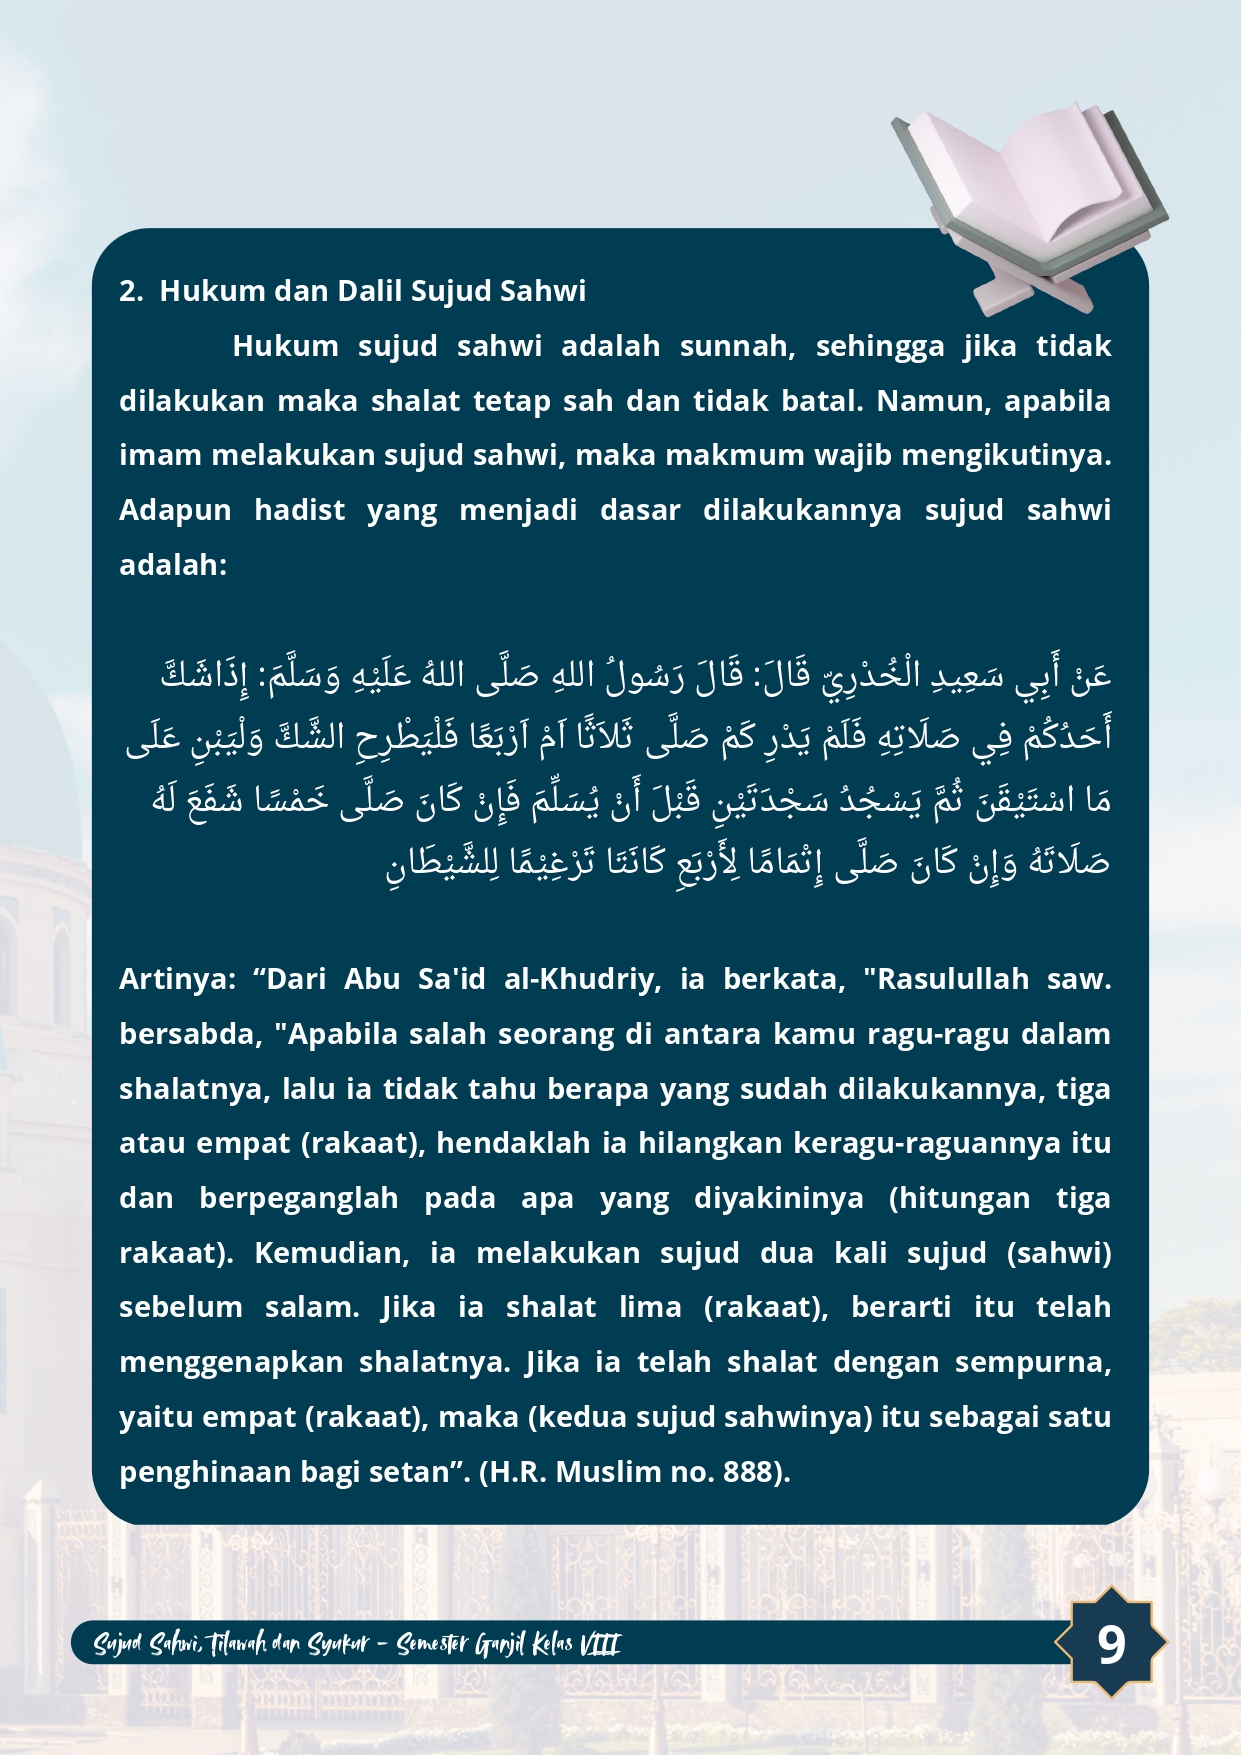 2. Hukum dan Dalil Sujud Sahwi
Hukum sujud sahwi adalah sunnah, sehingga jika tidak
dilakukan maka shalat tetap sah dan tidak batal. Namun, apabila
imam melakukan sujud sahwi, maka makmum wajib mengikutinya.
Adapun hadist yang menjadi dasar dilakukannya sujud sahwi
adalah:
عَنْ أَبِي سَعِيدِ الْخُدْرِيّ قَالَ: قَالَ رَسُولُ اللهِ صَلَّى اللهُ عَلَيْهِ وَسَلَّمَ: إِذَاشَكَّ
أَحَدُكُمْ فِي صَلَاتِهِ فَلَمْ يَدْرِ كَمْ صَلَّى ثَلاَثًا اَمْ اَرْبَعًا فَلْيَطْرِحِ الشَّكَّ وَلْيَبْنِ عَلَى
مَا اسْتَيْقَنَ ثُمَّ يَسْجُدُ سَجْدَتَيْنِ قَبْلَ أَنْ يُسَلِّمَ فَإِنْ كَانَ صَلَّى خَمْسًا شَفَعَ لَهُ
صَلَاتَهُ وَإِنْ كَانَ صَلَّى إِتْمَامًا لِأَرْبَعِ كَانَتَا تَرْغِيْمًا لِلشَّيْطَانِ
Artinya: “Dari Abu Sa'id al-Khudriy, ia berkata, "Rasulullah saw.
bersabda, "Apabila salah seorang di antara kamu ragu-ragu dalam
shalatnya, lalu ia tidak tahu berapa yang sudah dilakukannya, tiga
atau empat (rakaat), hendaklah ia hilangkan keragu-raguannya itu
dan berpeganglah pada apa yang diyakininya (hitungan tiga
rakaat). Kemudian, ia melakukan sujud dua kali sujud (sahwi)
sebelum salam. Jika ia shalat lima (rakaat), berarti itu telah
menggenapkan shalatnya. Jika ia telah shalat dengan sempurna,
yaitu empat (rakaat), maka (kedua sujud sahwinya) itu sebagai satu
penghinaan bagi setan”. (H.R. Muslim no. 888).
Sujud Sahwi, Tilawah dan Syukur - Semester Ganjil Kelas VIII
9